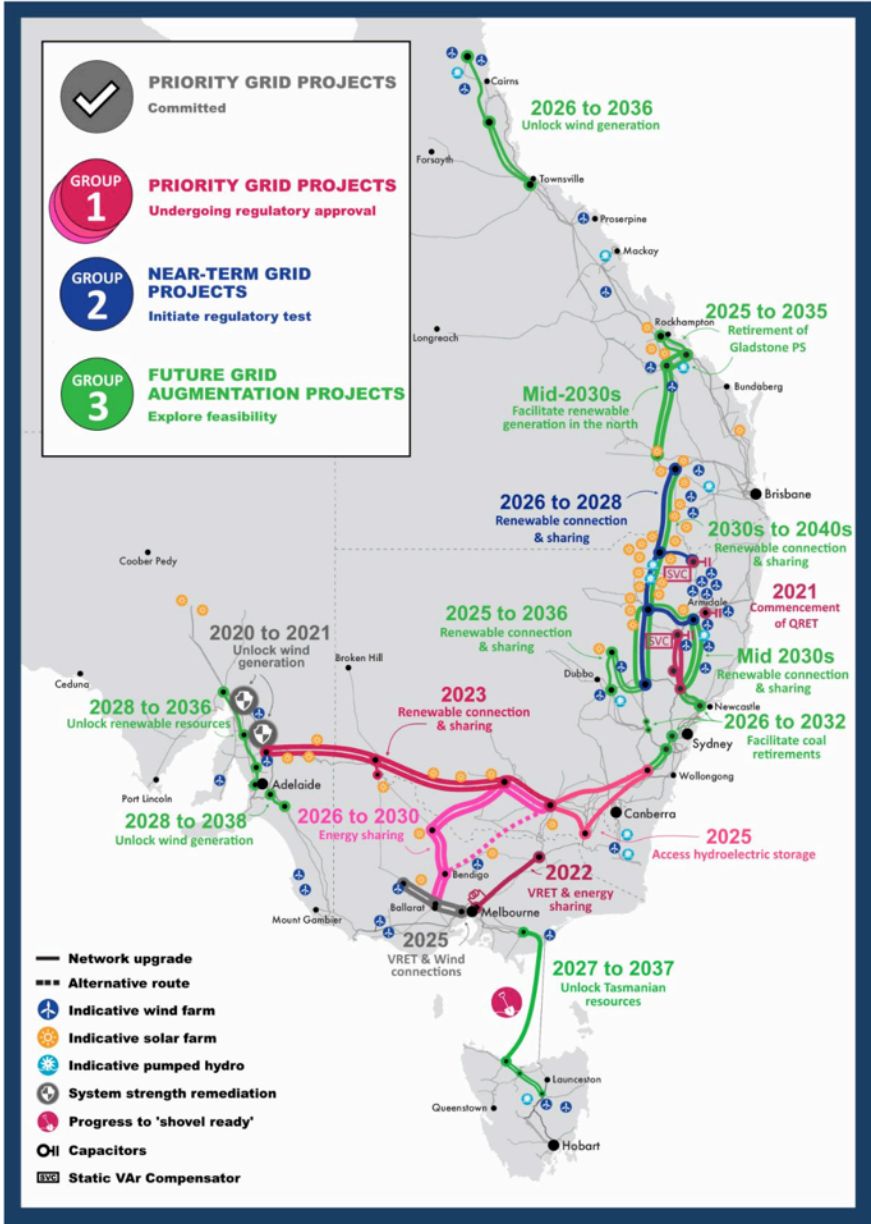 PRIORITY GRID PROJECTS
Committed
GROUP
1
PRIORITY GRID PROJECTS
Undergoing regulatory approval
GROUP
2
NEAR-TERM GRID
PROJECTS
Initiate regulatory test
GROUP
3
FUTURE GRID
AUGMENTATION PROJECTS
Explore feasibility
Cairns
2026 to 2036
Unlock wind generation
Forsayth
Townsville
Proserpine
Mackay
Longreach
Rockhampton
2025 to 2035
Retirement of
Gladstone PS
Mid-2030s
Facilitate renewable
generation in the north
Bundaberg
Brisbane
2026 to 2028
Renewable connection
& sharing
2030s to 2040s
Renewable connection
& sharing
Coober Pedy
SVC
2021
Commencement
of QRET
Armidale
2025 to 2036
Renewable connection
& sharing
SVC
2020 to 2021
Unlock wind
generation
Broken Hill
Dubbo
Mid 2030s
Renewable connection
& sharing
Ceduna
2028 to 2036
Unlock renewable resources
2023
Renewable connection
& sharing
Newcastle
2026 to 2032
Facilitate coal
retirements
Sydney
Wollongong
Adelaide
Port Lincoln
2028 to 2038
Unlock wind generation
2026 to 2030
Energy sharing
Canberra
2025
Access hydroelectric storage
Bendigo
2022
VRET & energy
sharing
Ballarat
Melbourne
Mount Gambier
2025
VRET & Wind
connections
2027 to 2037
Unlock Tasmanian
resources
Launceston
Queenstown
Hobart
Network upgrade
Alternative route
Indicative wind farm
Indicative solar farm
Indicative pumped hydro
System strength remediation
Progress to 'shovel ready'
Capacitors
SVC Static VAr Compensator